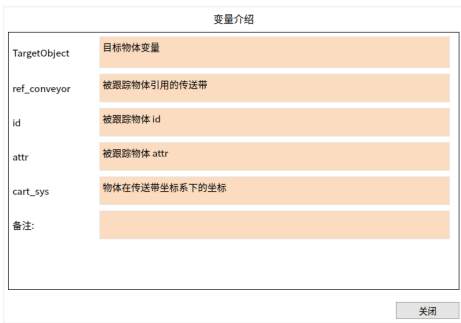 变量介绍
TargetObject 目标物体变量
ref_conveyor 被跟踪物体引用的传送带
id 被跟踪物体 id
attr 被跟踪物体 attr
cart_sys 物体在传送带坐标系下的坐标
备注:
关闭